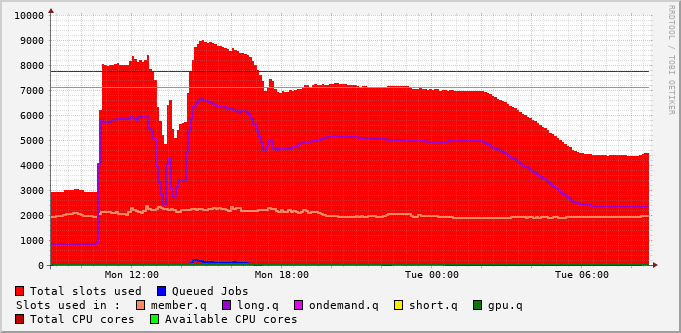 10000
9000
8000
7000
6000
5000
4000
3000
2000
1000
0
Mon 12:00 Mon 18:00 Tue 00:00 Tue 06:00
RRDTOOL / TOBI OETIKER
Total slots used Queued Jobs
Slots used in : member.q long.q ondemand.q short.q gpu.q
Total CPU cores Available CPU cores